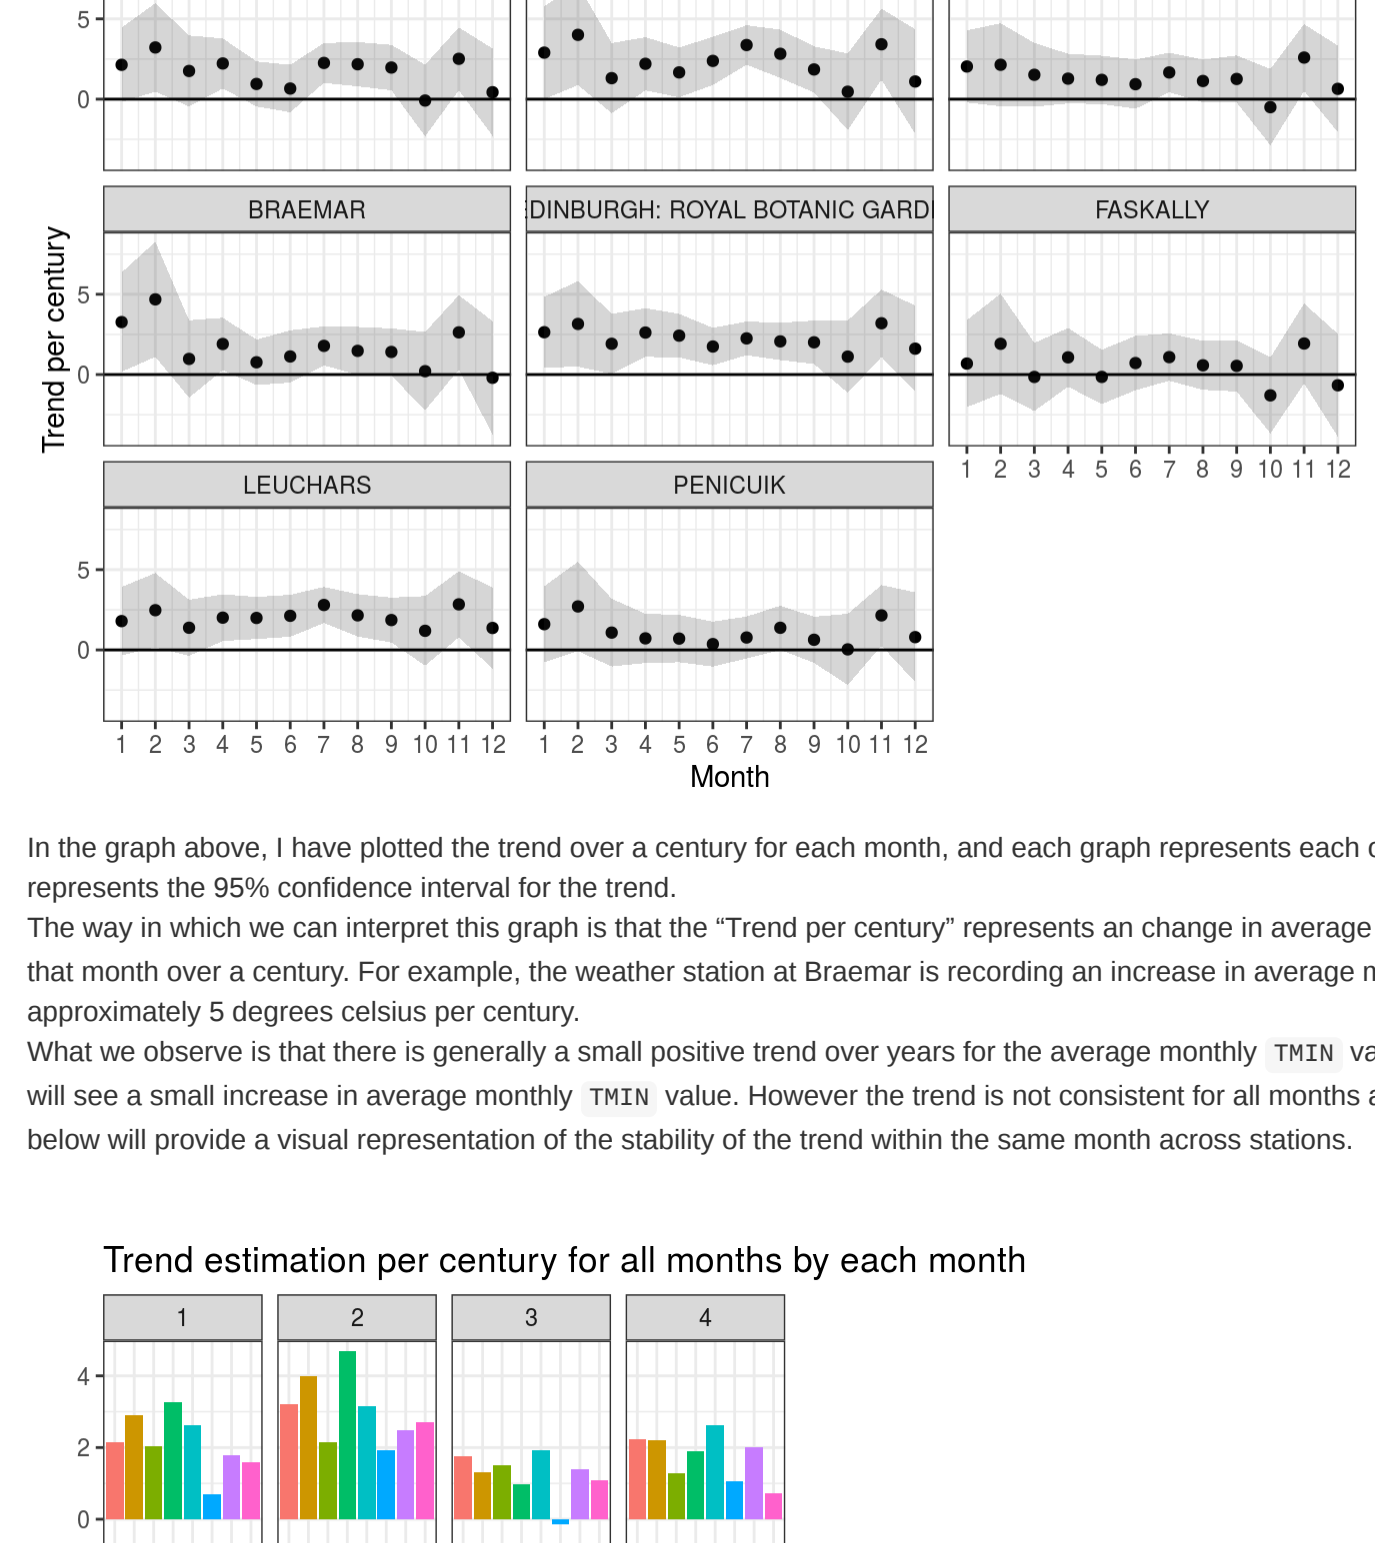 5
0
BRAEMAR
DINBURGH: ROYAL BOTANIC GARD
FASKALLY
Trend per century
5
0
1 2 3 4 5 6 7 8 9 10 11 12
LEUCHARS
PENICUIK
5
0
1 2 3 4 5 6 7 8 9 10 11 12
1 2 3 4 5 6 7 8 9 10 11 12
Month
In the graph above, I have plotted the trend over a century for each month, and each graph represents each
represents the 95% confidence interval for the trend.
The way in which we can interpret this graph is that the “Trend per century” represents an change in average
that month over a century. For example, the weather station at Braemar is recording an increase in average
approximately 5 degrees celsius per century.
What we observe is that there is generally a small positive trend over years for the average monthly TMIN
will see a small increase in average monthly TMIN value. However the trend is not consistent for all months
below will provide a visual representation of the stability of the trend within the same month across stations.
Trend estimation per century for all months by each month
1 2 3 4
4
2
0